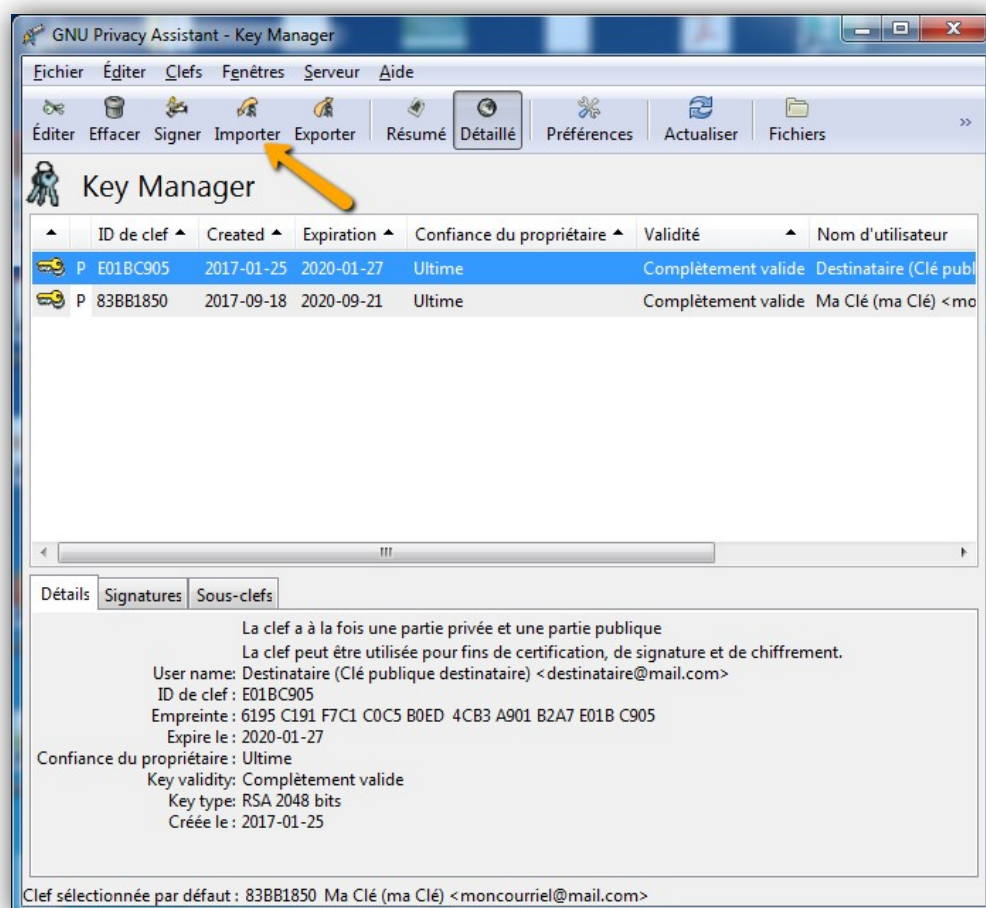 GNU Privacy Assistant - Key Manager
Fichier Éditer Clefs Fenêtres Serveur Aide
Éditer Effacer Signer Importer Exporter Résumé Détaillé Préférences Actualiser Fichiers »
Key Manager
ID de clef Created Expiration Confiance du propriétaire Validité Nom d'utilisateur
P E01BC905 2017-01-25 2020-01-27 Ultime Complètement valide Destinataire (Clé publ
P 83BB1850 2017-09-18 2020-09-21 Ultime Complètement valide Ma Clé (ma Clé) <mo
Détails Signatures Sous-clefs
La clef a à la fois une partie privée et une partie publique
La clef peut être utilisée pour fins de certification, de signature et de chiffrement.
User name: Destinataire (Clé publique destinataire) <destinataire@mail.com>
ID de clef : E01BC905
Empreinte : 6195 C191 F7C1 C0C5 B0ED 4CB3 A901 B2A7 E01B C905
Expire le : 2020-01-27
Confiance du propriétaire : Ultime
Key validity: Complètement valide
Key type: RSA 2048 bits
Créée le : 2017-01-25
Clef sélectionnée par défaut : 83BB1850 Ma Clé (ma Clé) <moncourriel@mail.com>